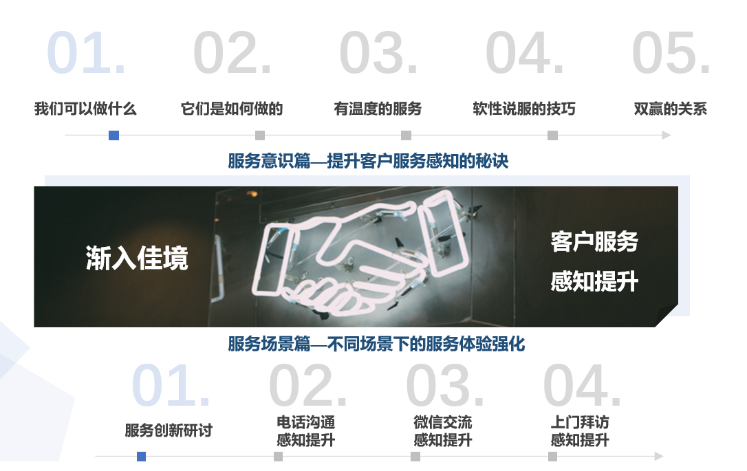 01.
02.
03.
04.
05.
我们可以做什么
它们是如何做的
有温度的服务
软性说服的技巧
双赢的关系
服务意识篇—提升客户服务感知的秘诀
渐入佳境
客户服务
感知提升
服务场景篇—不同场景下的服务体验强化
01.
02.
03.
04.
服务创新研讨
电话沟通
感知提升
微信交流
感知提升
上门拜访
感知提升